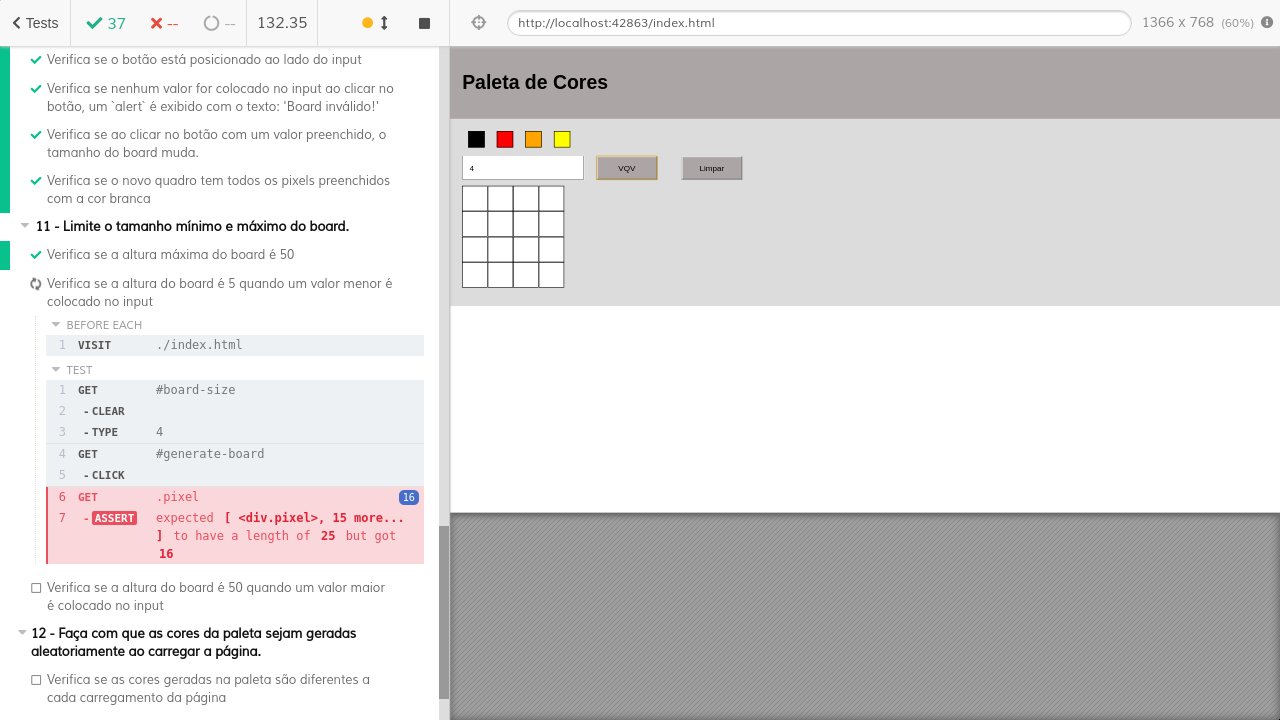 Tests
37
--
--
132.35
http://localhost:42863/index.html
1366 x 768 (60%)
Verifica se o botão está posicionado ao lado do input
Verifica se nenhum valor for colocado no input ao clicar no
botão, um `alert` é exibido com o texto: 'Board inválido!'
Verifica se ao clicar no botão com um valor preenchido, o
tamanho do board muda.
Verifica se o novo quadro tem todos os pixels preenchidos
com a cor branca
11 - Limite o tamanho mínimo e máximo do board.
Verifica se a altura máxima do board é 50
Verifica se a altura do board é 5 quando um valor menor é
colocado no input
BEFORE EACH
1 VISIT ./index.html
TEST
1 GET #board-size
2 - CLEAR
3 - TYPE 4
4 GET #generate-board
5 - CLICK
6 GET .pixel 16
7 - ASSERT expected [ <div.pixel>, 15 more...
] to have a length of 25 but got
16
Verifica se a altura do board é 50 quando um valor maior
é colocado no input
12 - Faça com que as cores da paleta sejam geradas
aleatoriamente ao carregar a página.
Verifica se as cores geradas na paleta são diferentes a
cada carregamento da página
Paleta de Cores
4
VQV
Limpar